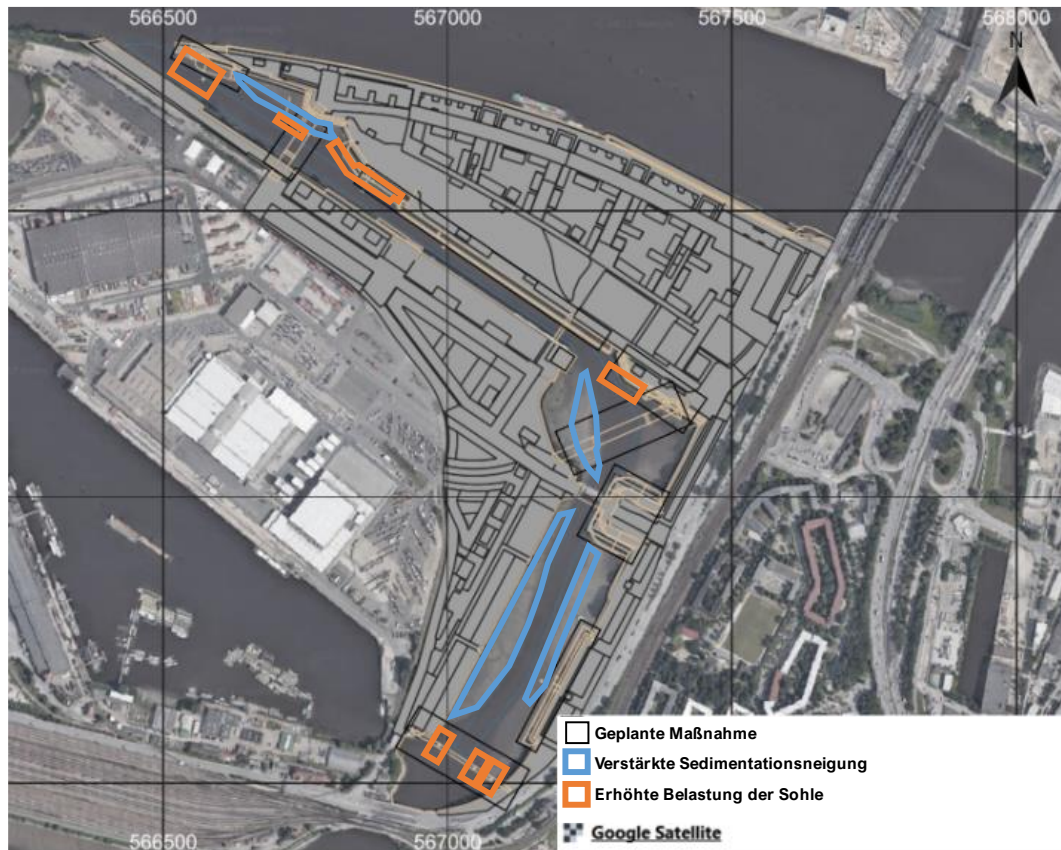 566500 567000 567500 568000
N
Geplante Maßnahme
Verstärkte Sedimentationsneigung
Erhöhte Belastung der Sohle
Google Satellite
566500 567000